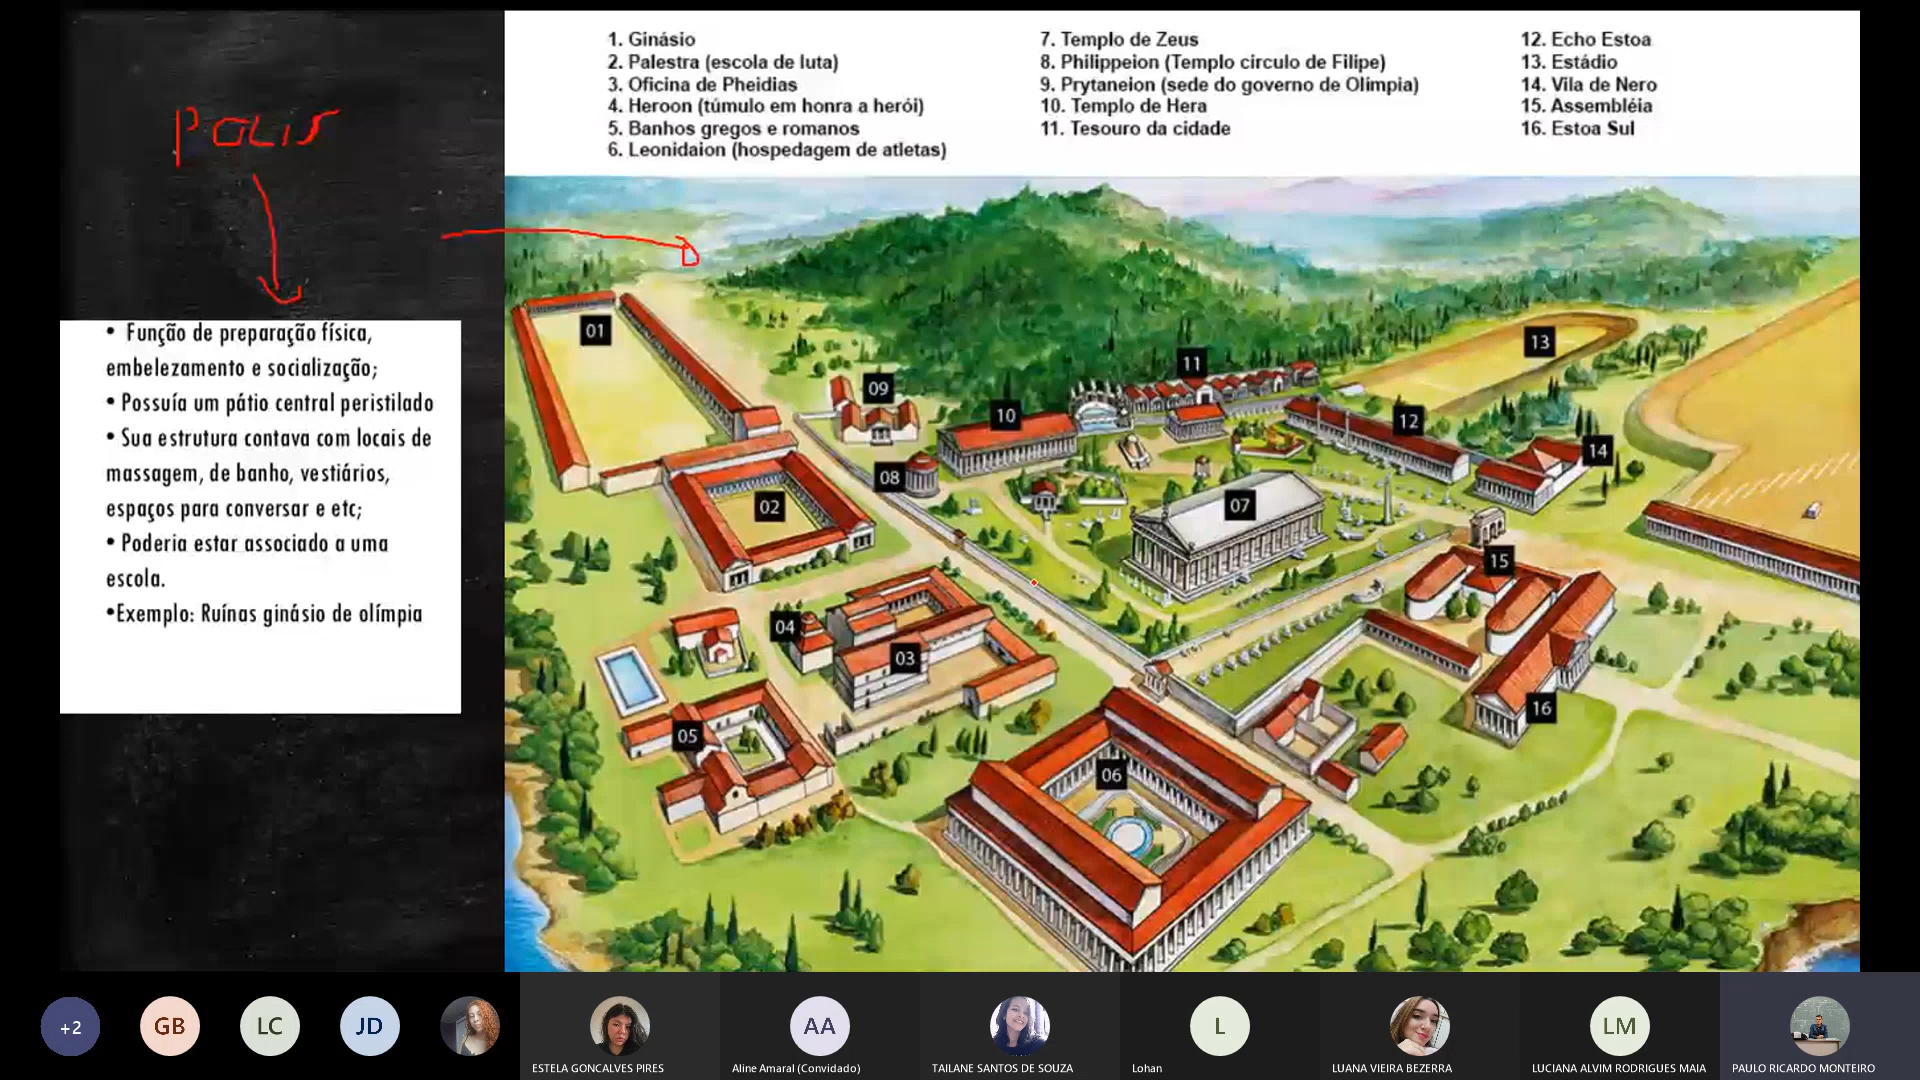 POLIS
• Função de preparação física,
embelezamento e socialização;
• Possuía um pátio central peristilado
• Sua estrutura contava com locais de
massagem, de banho, vestiários,
espaços para conversar e etc;
• Poderia estar associado a uma
escola.
•Exemplo: Ruínas ginásio de olímpia
1. Ginásio
2. Palestra (escola de luta)
3. Oficina de Pheidias
4. Heroon (túmulo em honra a herói)
5. Banhos gregos e romanos
6. Leonidaion (hospedagem de atletas)
7. Templo de Zeus
8. Philippeion (Templo circulo de Filipe)
9. Prytaneion (sede do governo de Olímpia)
10. Templo de Hera
11. Tesouro da cidade
12. Echo Estoa
13. Estádio
14. Vila de Nero
15. Assembléia
16. Estoa Sul
01
13
11
09
10
12
14
08
02
07
15
04
03
16
05
06
+2
GB
LC
JD
ESTELA GONCALVES PIRES
AA
Aline Amaral (Convidado)
TAILANE SANTOS DE SOUZA
L
Lohan
LUANA VIEIRA BEZERRA
LM
LUCIANA ALVIM RODRIGUES MAIA
PAULO RICARDO MONTEIRO